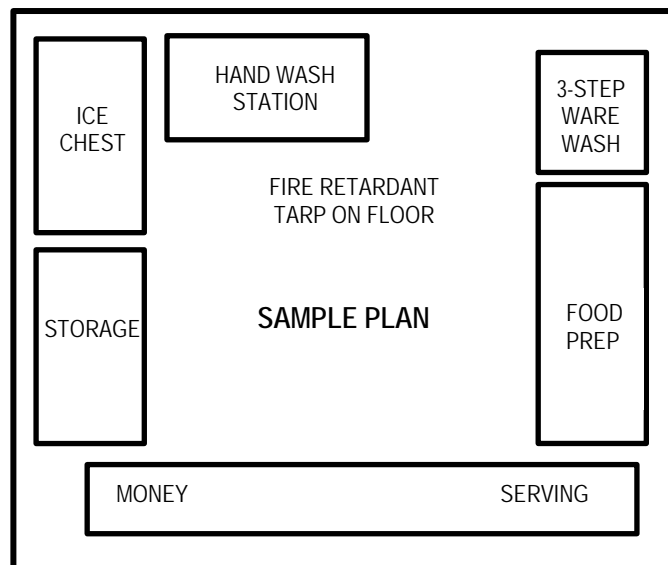 HAND WASH
STATION
ICE
CHEST
3-STEP
WARE
WASH
FIRE RETARDANT
TARP ON FLOOR
STORAGE
SAMPLE PLAN
FOOD
PREP
MONEY
SERVING